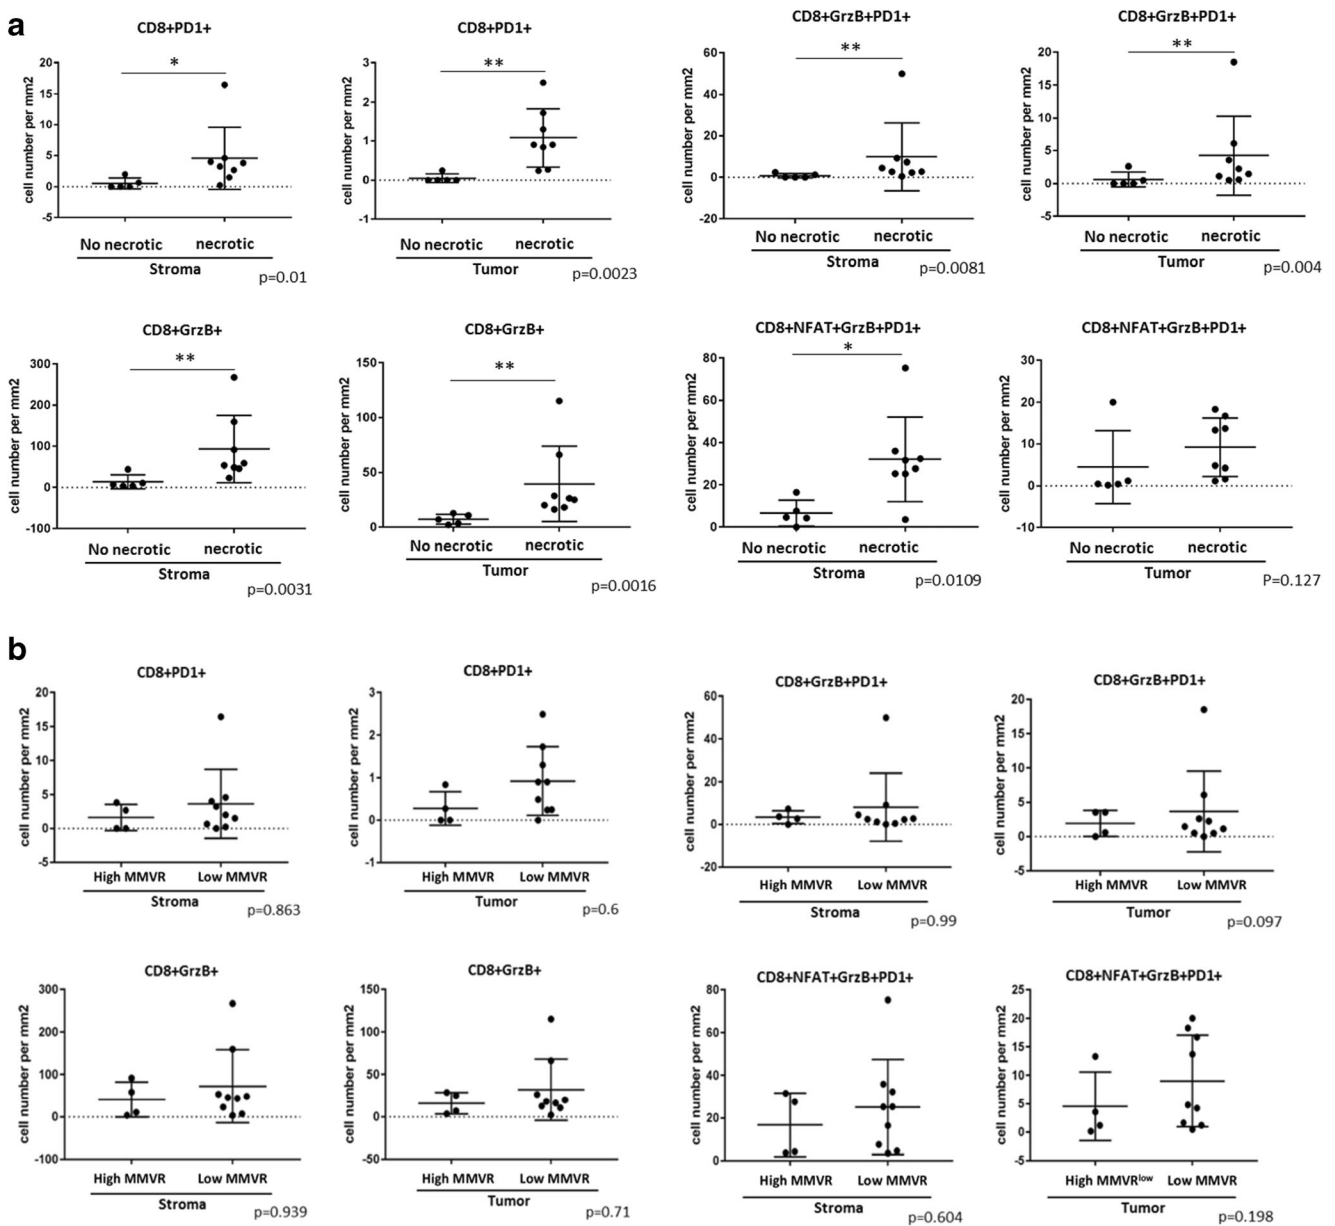 a
CD8+PD1+
*
cell number per mm2
20
15
10
5
0
-5
No necrotic necrotic
Stroma
p=0.01
CD8+PD1+
**
cell number per mm2
3
2
1
0
-1
No necrotic necrotic
Tumor
p=0.0023
CD8+GrzB+PD1+
**
cell number per mm2
60
40
20
0
-20
No necrotic necrotic
Stroma
p=0.0081
CD8+GrzB+PD1+
**
cell number per mm2
20
15
10
5
0
-5
No necrotic necrotic
Tumor
p=0.004
CD8+GrzB+
**
cell number per mm2
300
200
100
0
-100
No necrotic necrotic
Stroma
p=0.0031
CD8+GrzB+
**
cell number per mm2
150
100
50
0
No necrotic necrotic
Tumor
p=0.0016
CD8+NFAT+GrzB+PD1+
*
cell number per mm2
80
60
40
20
0
No necrotic necrotic
Stroma
p=0.0109
CD8+NFAT+GrzB+PD1+
cell number per mm2
30
20
10
0
-10
No necrotic necrotic
Tumor
P=0.127
b
CD8+PD1+
cell number per mm2
20
15
10
5
0
-5
High MMVR Low MMVR
Stroma
p=0.863
CD8+PD1+
cell number per mm2
3
2
1
0
-1
High MMVR Low MMVR
Tumor
p=0.6
CD8+GrzB+PD1+
cell number per mm2
60
40
20
0
-20
High MMVR Low MMVR
Stroma
p=0.99
CD8+GrzB+PD1+
cell number per mm2
20
15
10
5
0
-5
High MMVR Low MMVR
Tumor
p=0.097
CD8+GrzB+
cell number per mm2
300
200
100
0
-100
High MMVR Low MMVR
Stroma
p=0.939
CD8+GrzB+
cell number per mm2
150
100
50
0
-50
High MMVR Low MMVR
Tumor
p=0.71
CD8+NFAT+GrzB+PD1+
cell number per mm2
80
60
40
20
0
High MMVR Low MMVR
Stroma
p=0.604
CD8+NFAT+GrzB+PD1+
cell number per mm2
25
20
15
10
5
0
-5
High MMVRlow Low MMVR
Tumor
p=0.198